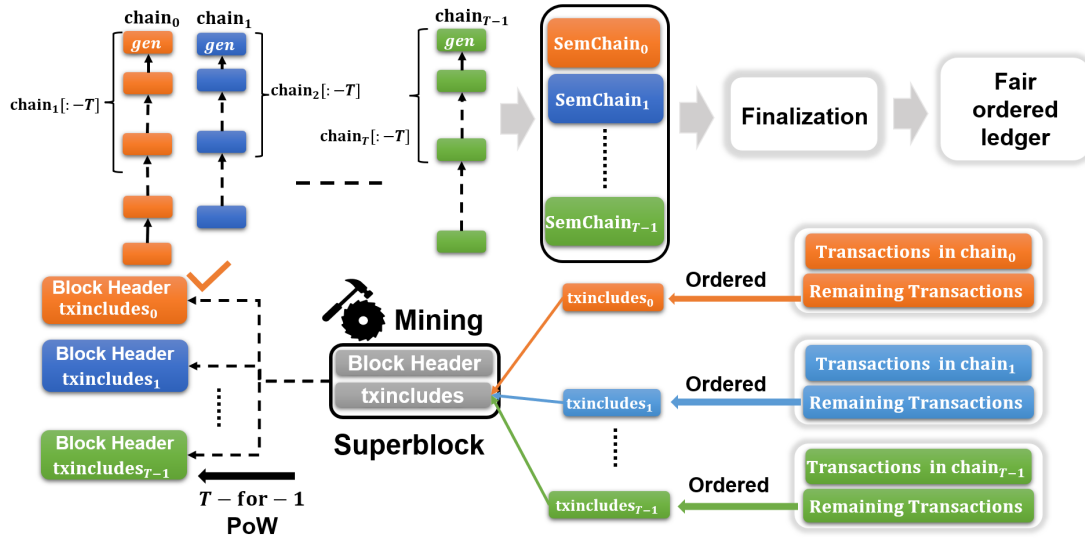 chain₀
chain₁
chain_{T−1}
gen
gen
gen
chain₁[: −T]
chain₂[: −T]
chain_T[: −T]
SemChain₀
SemChain₁
SemChain_{T−1}
Finalization
Fair
ordered
ledger
Block Header
txincludes₀
Block Header
txincludes₁
Block Header
txincludes_{T−1}
T − for − 1
PoW
Mining
Block Header
txincludes
Superblock
txincludes₀
Ordered
Transactions in chain₀
Remaining Transactions
txincludes₁
Ordered
Transactions in chain₁
Remaining Transactions
txincludes_{T−1}
Ordered
Transactions in chain_{T−1}
Remaining Transactions